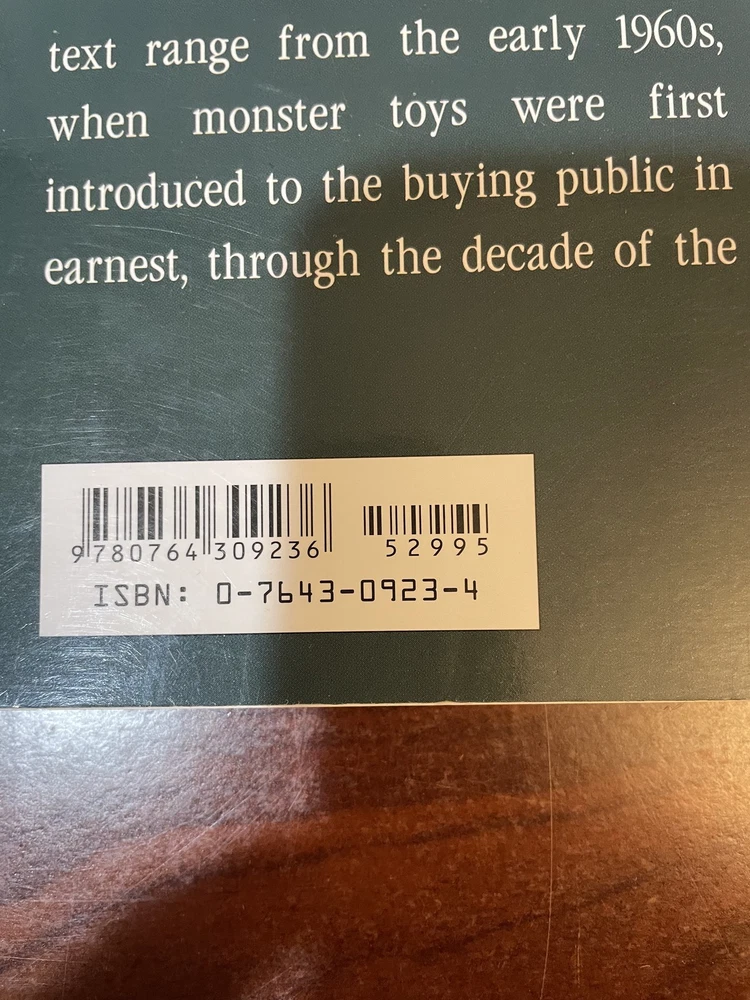 text range from the early 1960s,
when monster toys were first
introduced to the buying public in
earnest, through the decade of the
9 780764 309236
52995
ISBN: 0-7643-0923-4